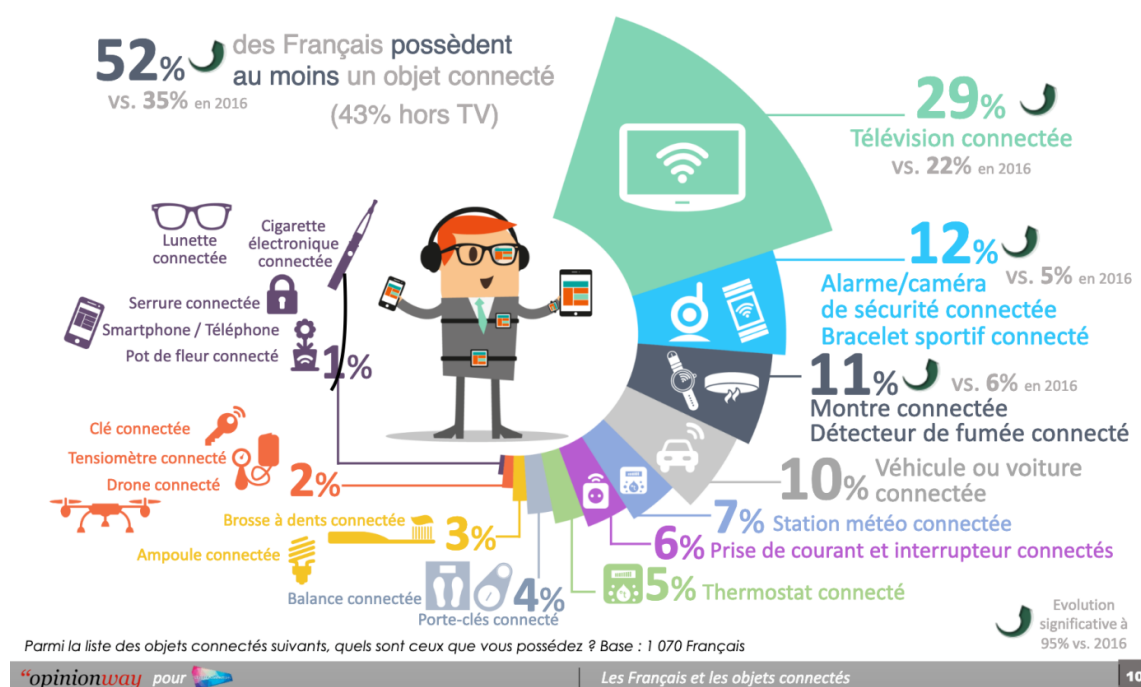 52% des Français possèdent
au moins un objet connecté
vs. 35% en 2016
(43% hors TV)
29%
Télévision connectée
vs. 22% en 2016
12%
vs. 5% en 2016
Alarme/caméra
de sécurité connectée
Bracelet sportif connecté
11%
vs. 6% en 2016
Montre connectée
Détecteur de fumée connecté
10% Véhicule ou voiture
connectée
7% Station météo connectée
6% Prise de courant et interrupteur connectés
5% Thermostat connecté
4%
Balance connectée
Porte-clés connecté
3%
Brosse à dents connectée
Ampoule connectée
2%
Clé connectée
Tensiomètre connecté
Drone connecté
1%
Lunette
connectée
Cigarette
électronique
connectée
Serrure connectée
Smartphone / Téléphone
Pot de fleur connecté
Evolution
significative à
95% vs. 2016
Parmi la liste des objets connectés suivants, quels sont ceux que vous possédez ? Base : 1 070 Français
“opinionway pour
Les Français et les objets connectés
10